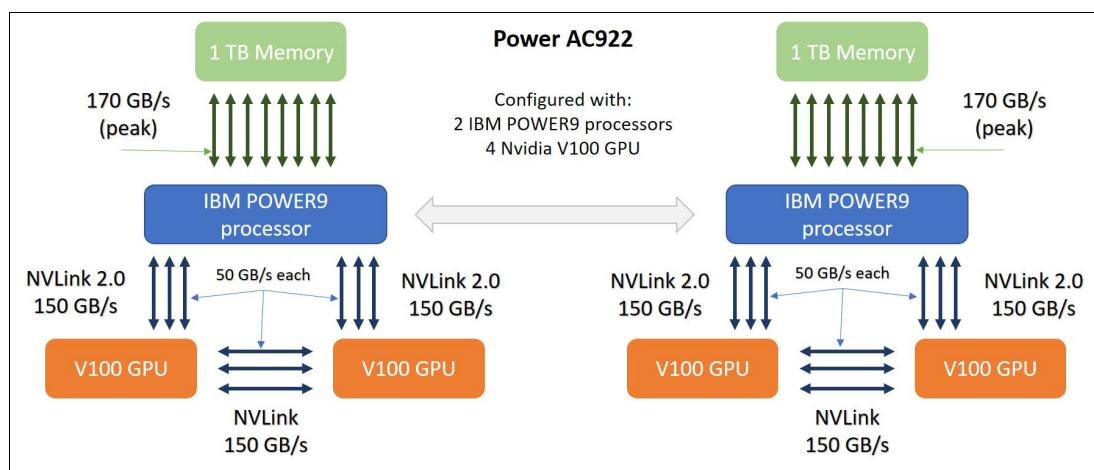 Power AC922
Configured with:
2 IBM POWER9 processors
4 Nvidia V100 GPU
1 TB Memory
170 GB/s
(peak)
IBM POWER9
processor
NVLink 2.0
150 GB/s
50 GB/s each
NVLink 2.0
150 GB/s
V100 GPU
V100 GPU
NVLink
150 GB/s
1 TB Memory
170 GB/s
(peak)
IBM POWER9
processor
NVLink 2.0
150 GB/s
50 GB/s each
NVLink 2.0
150 GB/s
V100 GPU
V100 GPU
NVLink
150 GB/s